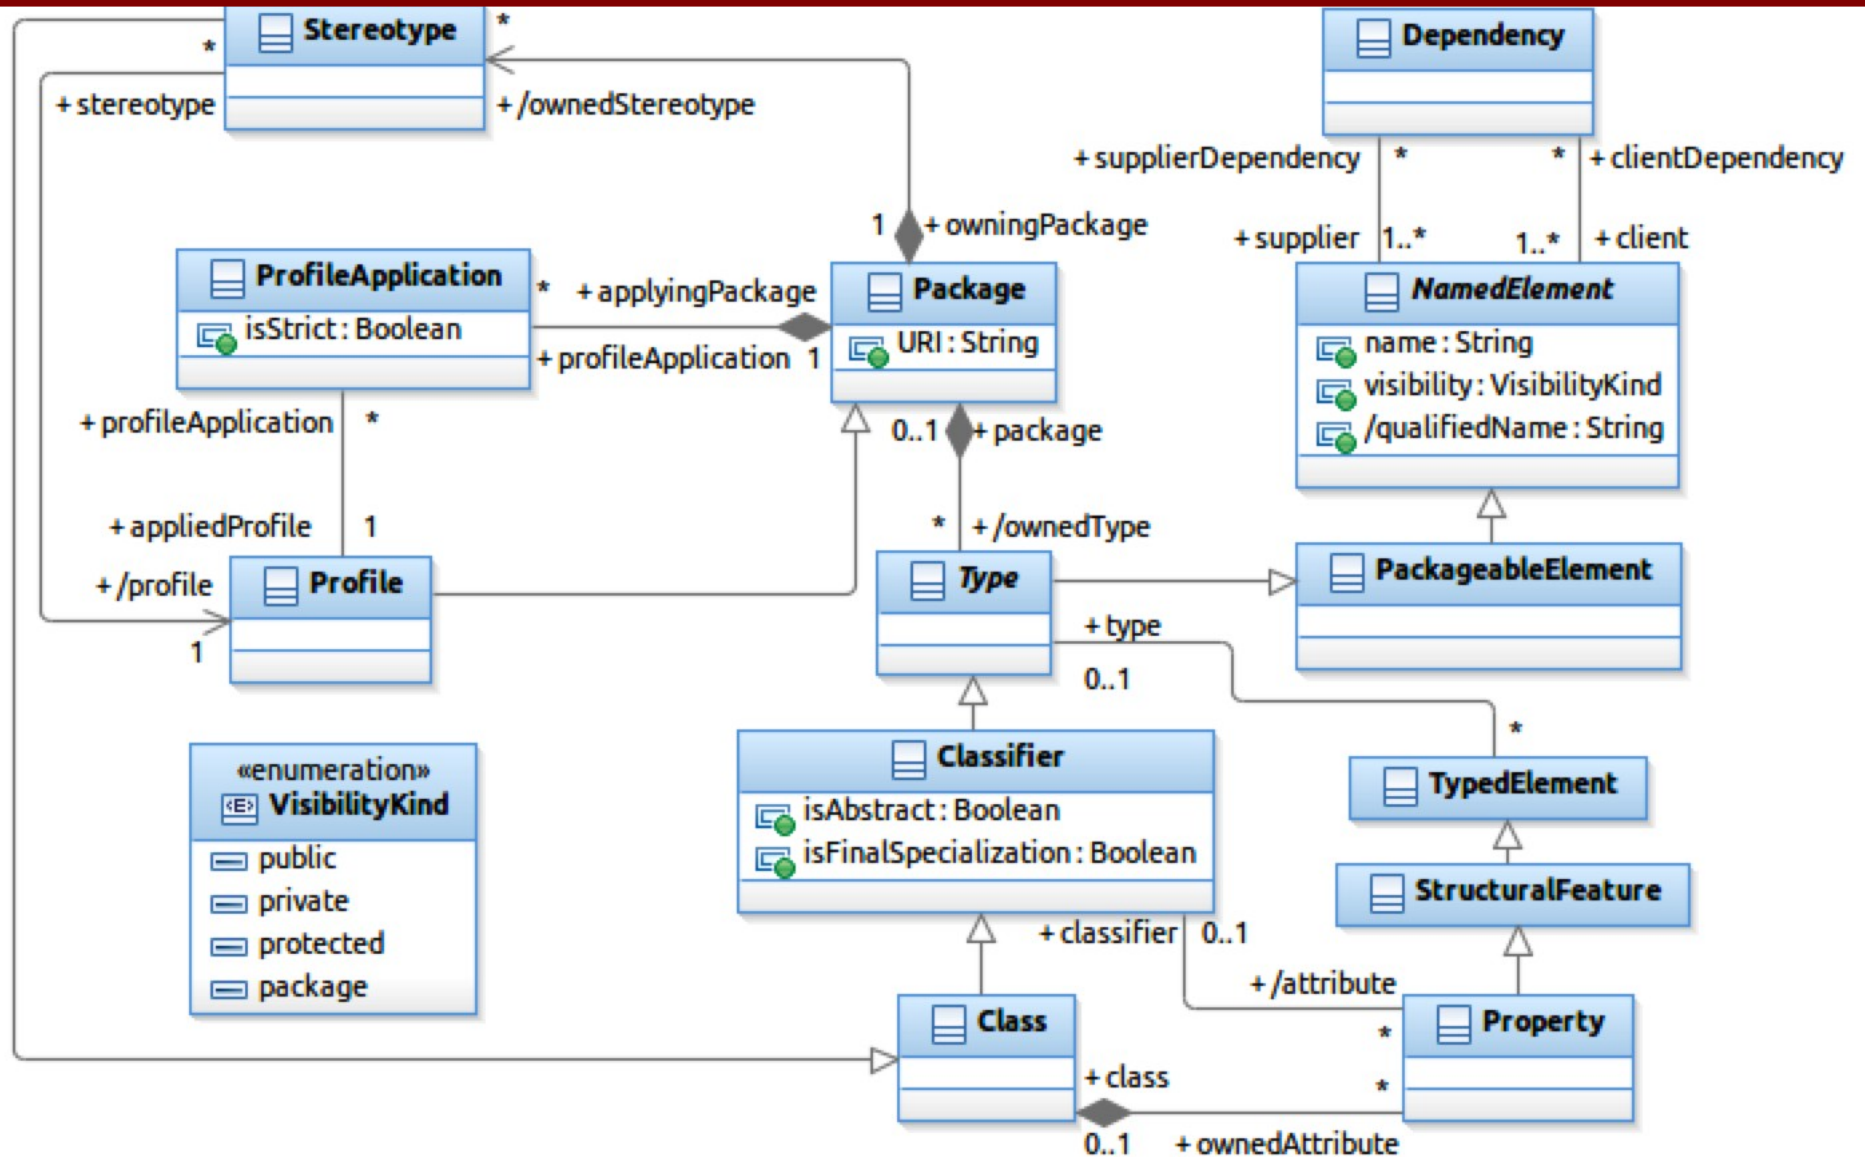 Stereotype
*
*
+ stereotype
+ /ownedStereotype
Dependency
+ supplierDependency
*
*
+ clientDependency
1
+ owningPackage
+ supplier
1..*
1..*
+ client
ProfileApplication
isStrict : Boolean
*
+ applyingPackage
+ profileApplication
1
Package
URI : String
NamedElement
name : String
visibility : VisibilityKind
/qualifiedName : String
+ profileApplication
*
0..1
+ package
+ appliedProfile
1
*
+ /ownedType
+ /profile
1
Profile
Type
PackageableElement
+ type
0..1
*
«enumeration»
VisibilityKind
public
private
protected
package
Classifier
isAbstract : Boolean
isFinalSpecialization : Boolean
TypedElement
StructuralFeature
+ classifier
0..1
+ /attribute
*
Class
Property
+ class
*
0..1
+ ownedAttribute